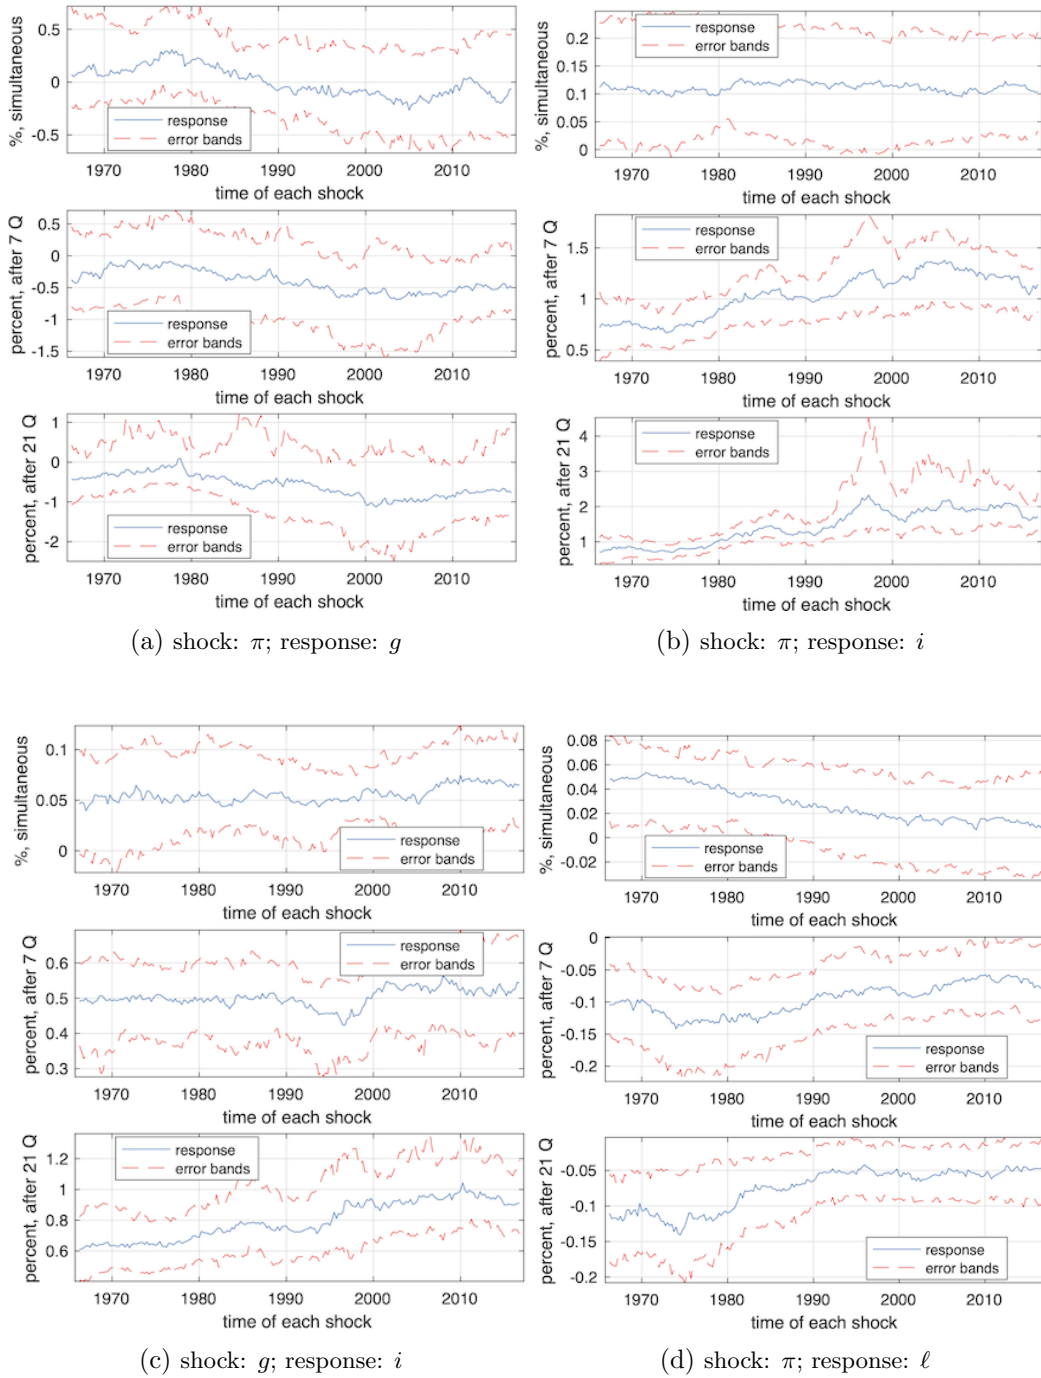 %, simultaneous
0.5
0
-0.5
response
error bands
1970 1980 1990 2000 2010
time of each shock
percent, after 7 Q
0.5
0
-0.5
-1
-1.5
response
error bands
1970 1980 1990 2000 2010
time of each shock
percent, after 21 Q
1
0
-1
-2
response
error bands
1970 1980 1990 2000 2010
time of each shock
(a) shock: π; response: g
%, simultaneous
0.2
0.15
0.1
0.05
0
response
error bands
1970 1980 1990 2000 2010
time of each shock
percent, after 7 Q
1.5
1
0.5
response
error bands
1970 1980 1990 2000 2010
time of each shock
percent, after 21 Q
4
3
2
1
response
error bands
1970 1980 1990 2000 2010
time of each shock
(b) shock: π; response: i
%, simultaneous
0.1
0.05
0
response
error bands
1970 1980 1990 2000 2010
time of each shock
percent, after 7 Q
0.6
0.5
0.4
0.3
response
error bands
1970 1980 1990 2000 2010
time of each shock
percent, after 21 Q
1.2
1
0.8
0.6
response
error bands
1970 1980 1990 2000 2010
time of each shock
(c) shock: g; response: i
%, simultaneous
0.08
0.06
0.04
0.02
0
-0.02
response
error bands
1970 1980 1990 2000 2010
time of each shock
percent, after 7 Q
0
-0.05
-0.1
-0.15
-0.2
response
error bands
1970 1980 1990 2000 2010
time of each shock
percent, after 21 Q
-0.05
-0.1
-0.15
-0.2
response
error bands
1970 1980 1990 2000 2010
time of each shock
(d) shock: π; response: ℓ